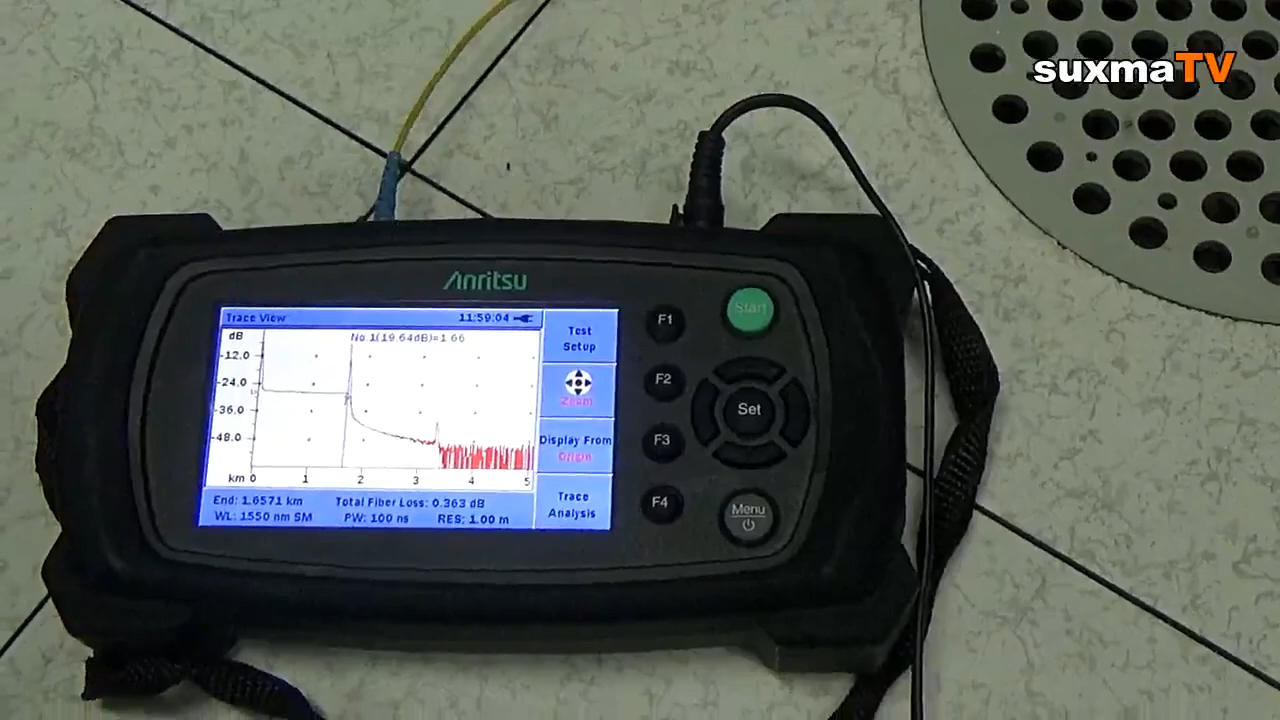 suxmaTV
Anritsu
Trace View 11:59:04
dB
No.1(19.64dB)=1.66
-12.0
-24.0
-36.0
-48.0
km 0 1 2 3 4 5
End: 1.6571 km Total Fiber Loss: 0.363 dB
WL: 1550 nm SM PW: 100 ns RES: 1.00 m
Test
Setup
Zoom
Display From
Origin
Trace
Analysis
F1
F2
F3
F4
Start
Set
Menu